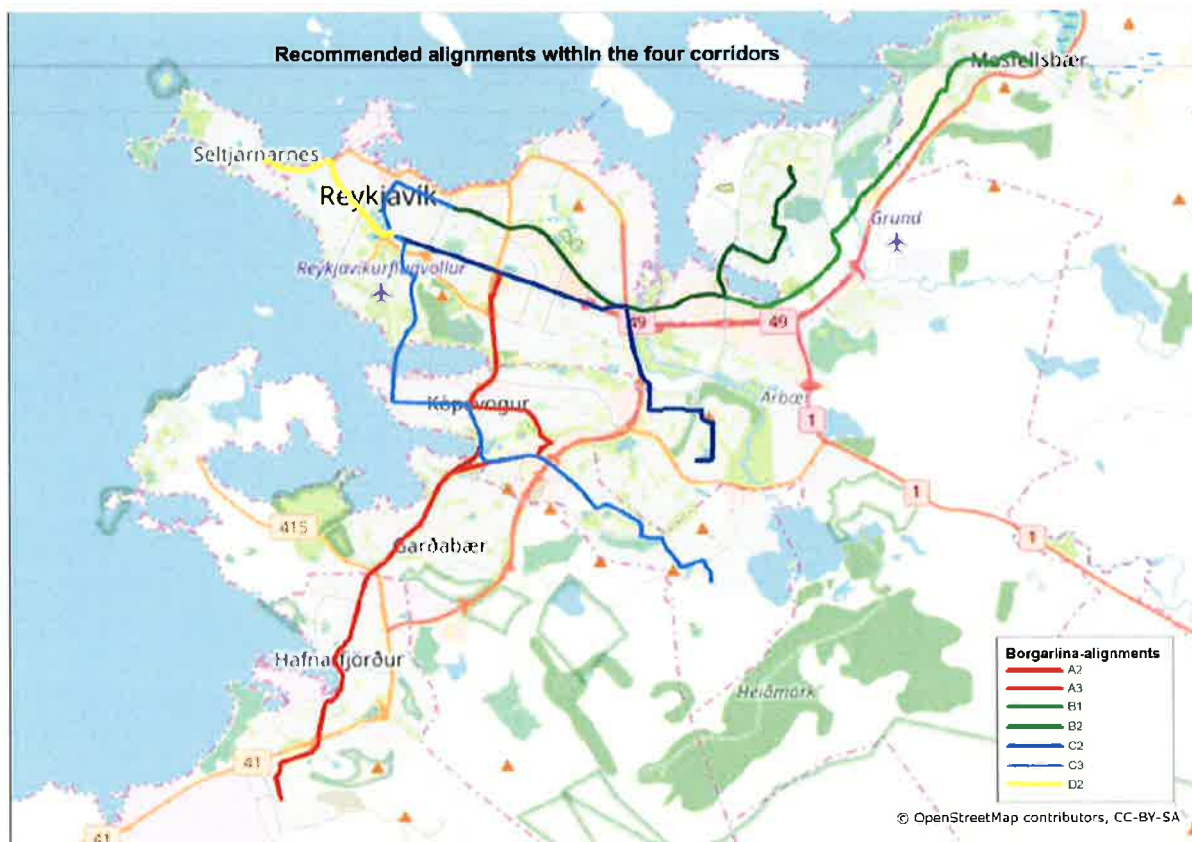 Recommended alignments within the four corridors
Mosfellsbær
Seltjarnarnes
Reykjavík
Grund
Reykjavíkurflugvöllur
49
49
Árbær
Kópavogur
1
1
1
415
Garðabær
Hafnarfjörður
Heiðmörk
41
41
Borgarlína-alignments
A2
A3
B1
B2
C2
C3
D2
© OpenStreetMap contributors, CC-BY-SA